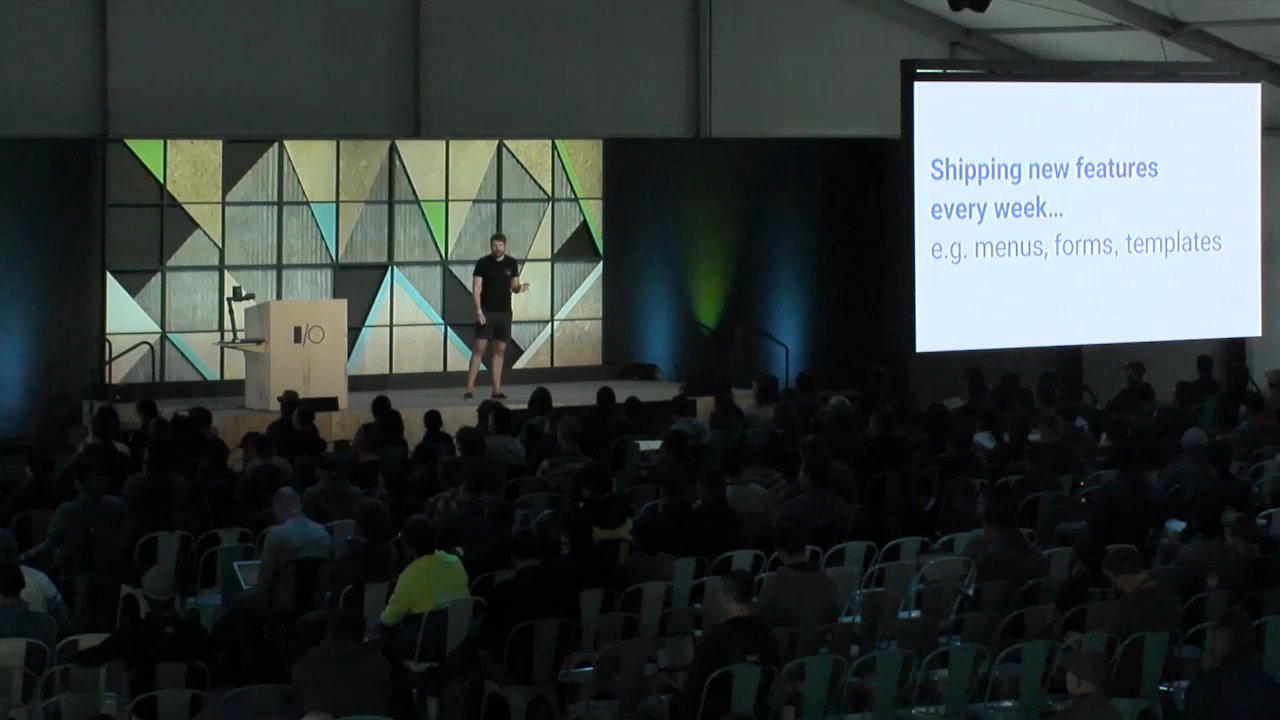 I/O
Shipping new features
every week...
e.g. menus, forms, templates